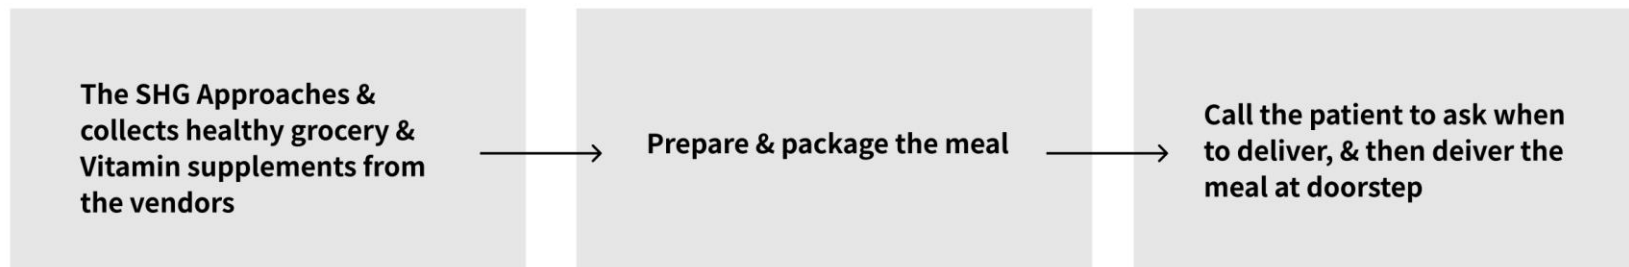 The SHG Approaches &
collects healthy grocery &
Vitamin supplements from
the vendors
Prepare & package the meal
Call the patient to ask when
to deliver, & then deiver the
meal at doorstep